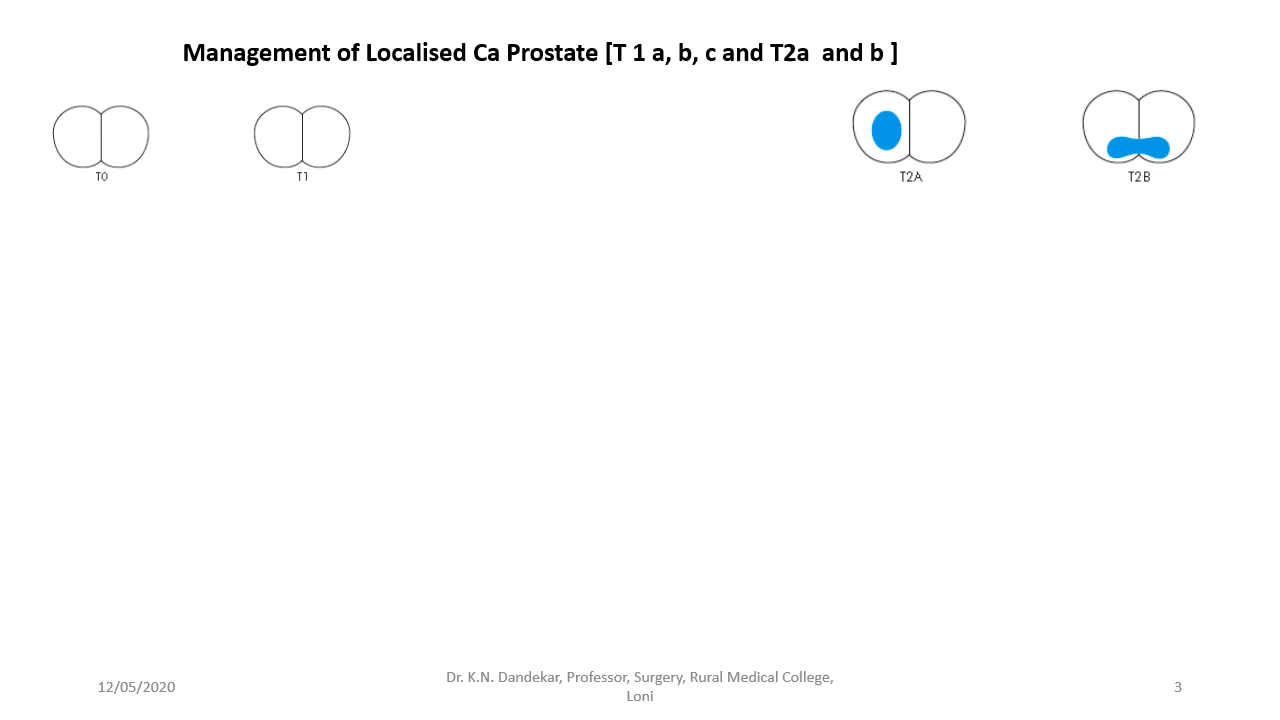 Management of Localised Ca Prostate [T 1 a, b, c and T2a  and b ]
T0
T1
T2A
T2B
12/05/2020
Dr. K.N. Dandekar, Professor, Surgery, Rural Medical College,
Loni
3